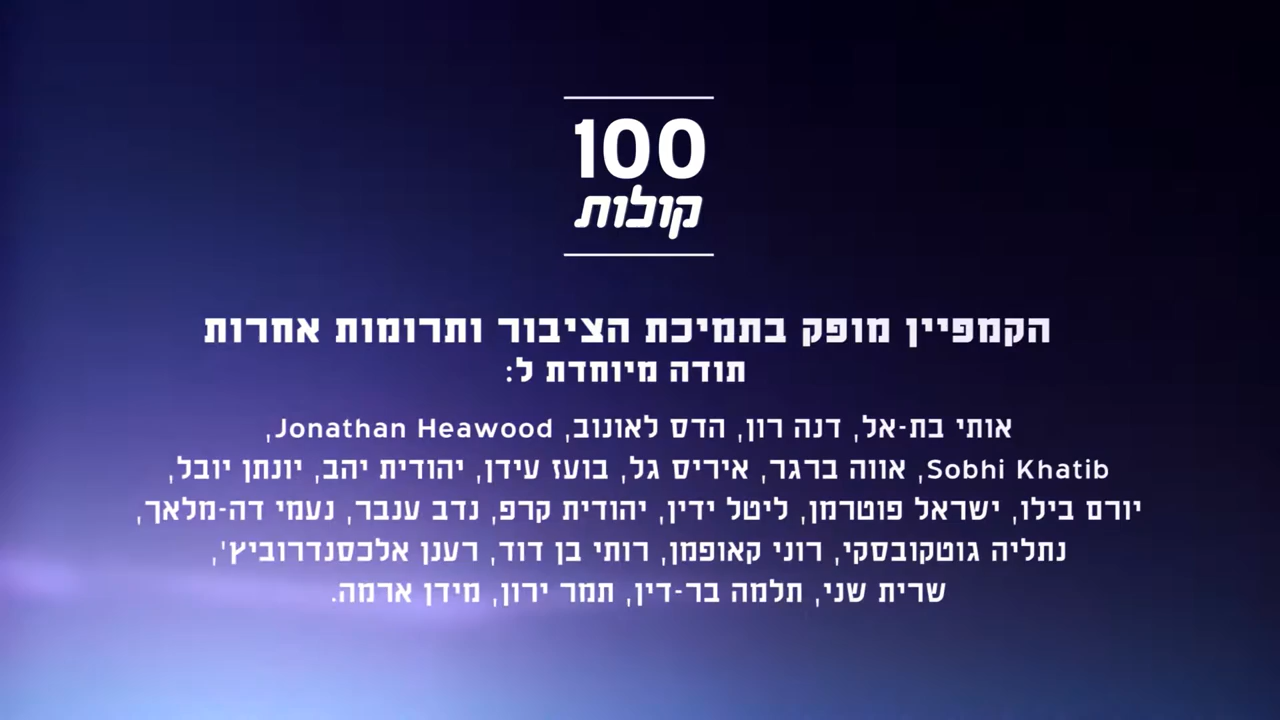 100
קולות
הקמפיין מופק בתמיכת הציבור ותרומות אחרות
תודה מיוחדת ל:
אותי בת-אל, דנה רון, הדס לאונוב, Jonathan Heawood,
Sobhi Khatib, אווה ברגר, איריס גל, בועז עידן, יהודית יהב, יונתן יובל,
יורם בילו, ישראל פוטרמן, ליטל ידין, יהודית קרפ, נדב ענבר, נעמי דה-מלאך,
נתליה גוטקובסקי, רוני קאופמן, רותי בן דוד, רענן אלכסנדרוביץ',
שרית שני, תלמה בר-דין, תמר ירון, מידן ארמה.